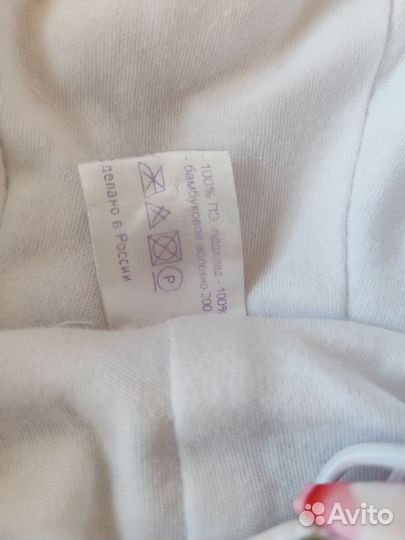 100% ПЭ подклад - 100%
- бамбуковое волокно 200
P
делано в России
Avito